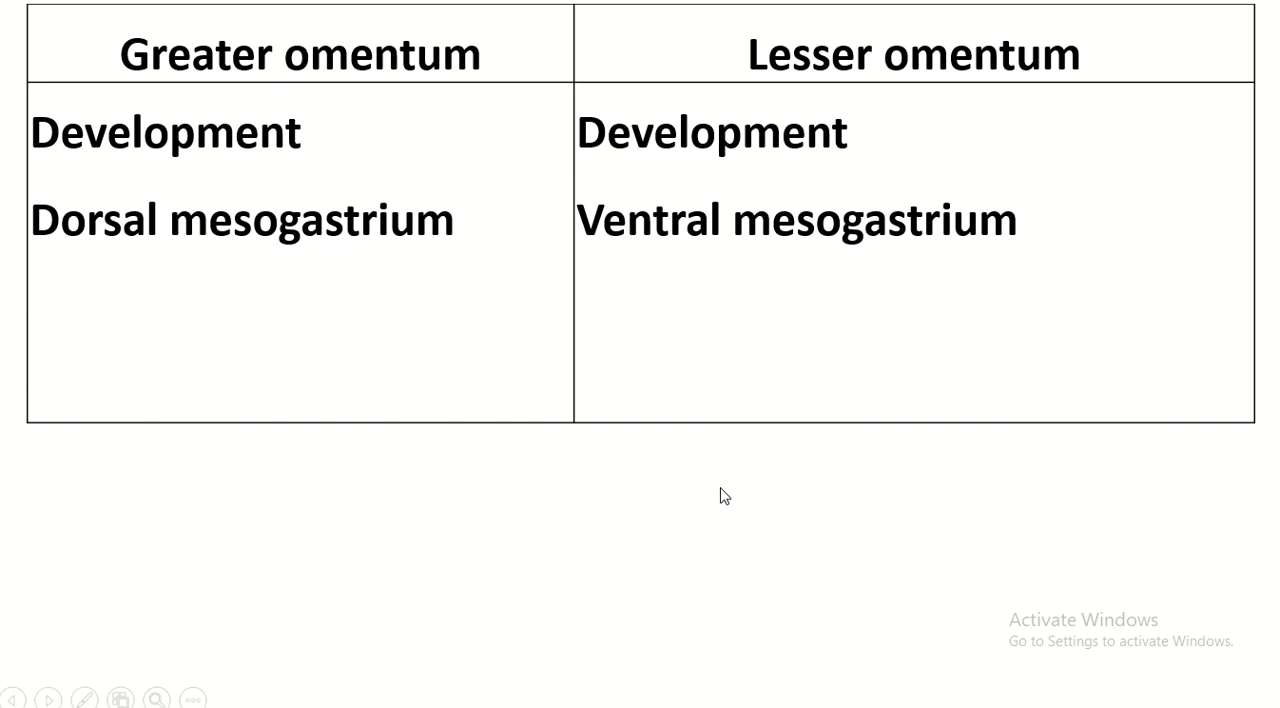 Greater omentum
Lesser omentum
Development
Dorsal mesogastrium
Development
Ventral mesogastrium
Activate Windows
Go to Settings to activate Windows.